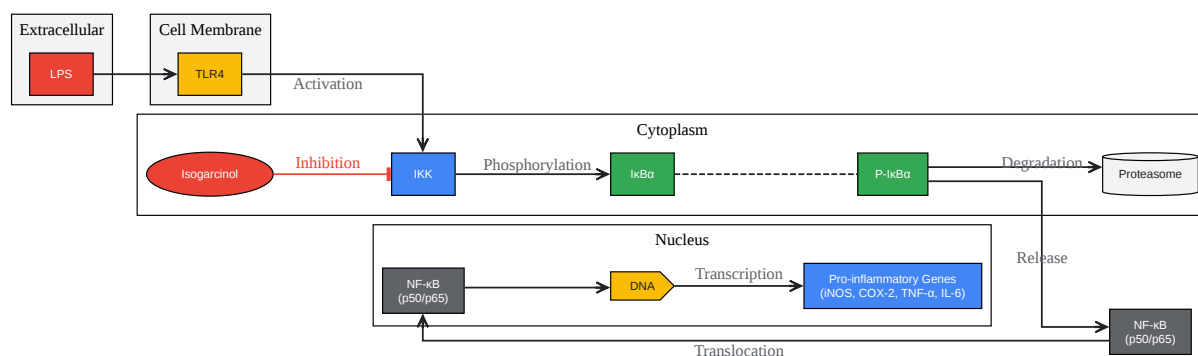 Extracellular
Cell Membrane
LPS
TLR4
Activation
Cytoplasm
Isogarcinol
Inhibition
IKK
Phosphorylation
IκBα
P-IκBα
Degradation
Proteasome
Nucleus
Release
NF-κB
(p50/p65)
DNA
Transcription
Pro-inflammatory Genes
(iNOS, COX-2, TNF-α, IL-6)
NF-κB
(p50/p65)
Translocation